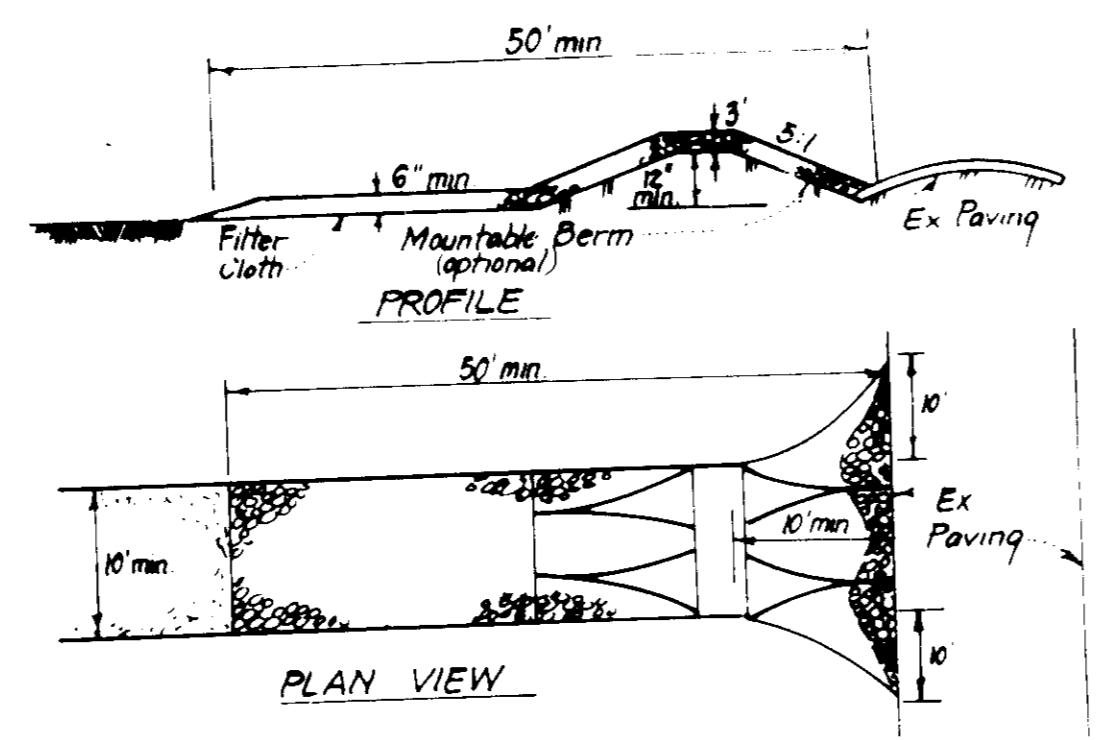 50' min
3'
5:1
6" min
12"
min.
Filter
Cloth
Mountable Berm
(optional)
Ex Paving
PROFILE
50' min.
10'
10' min.
10' min
Ex
Paving
10'
PLAN VIEW